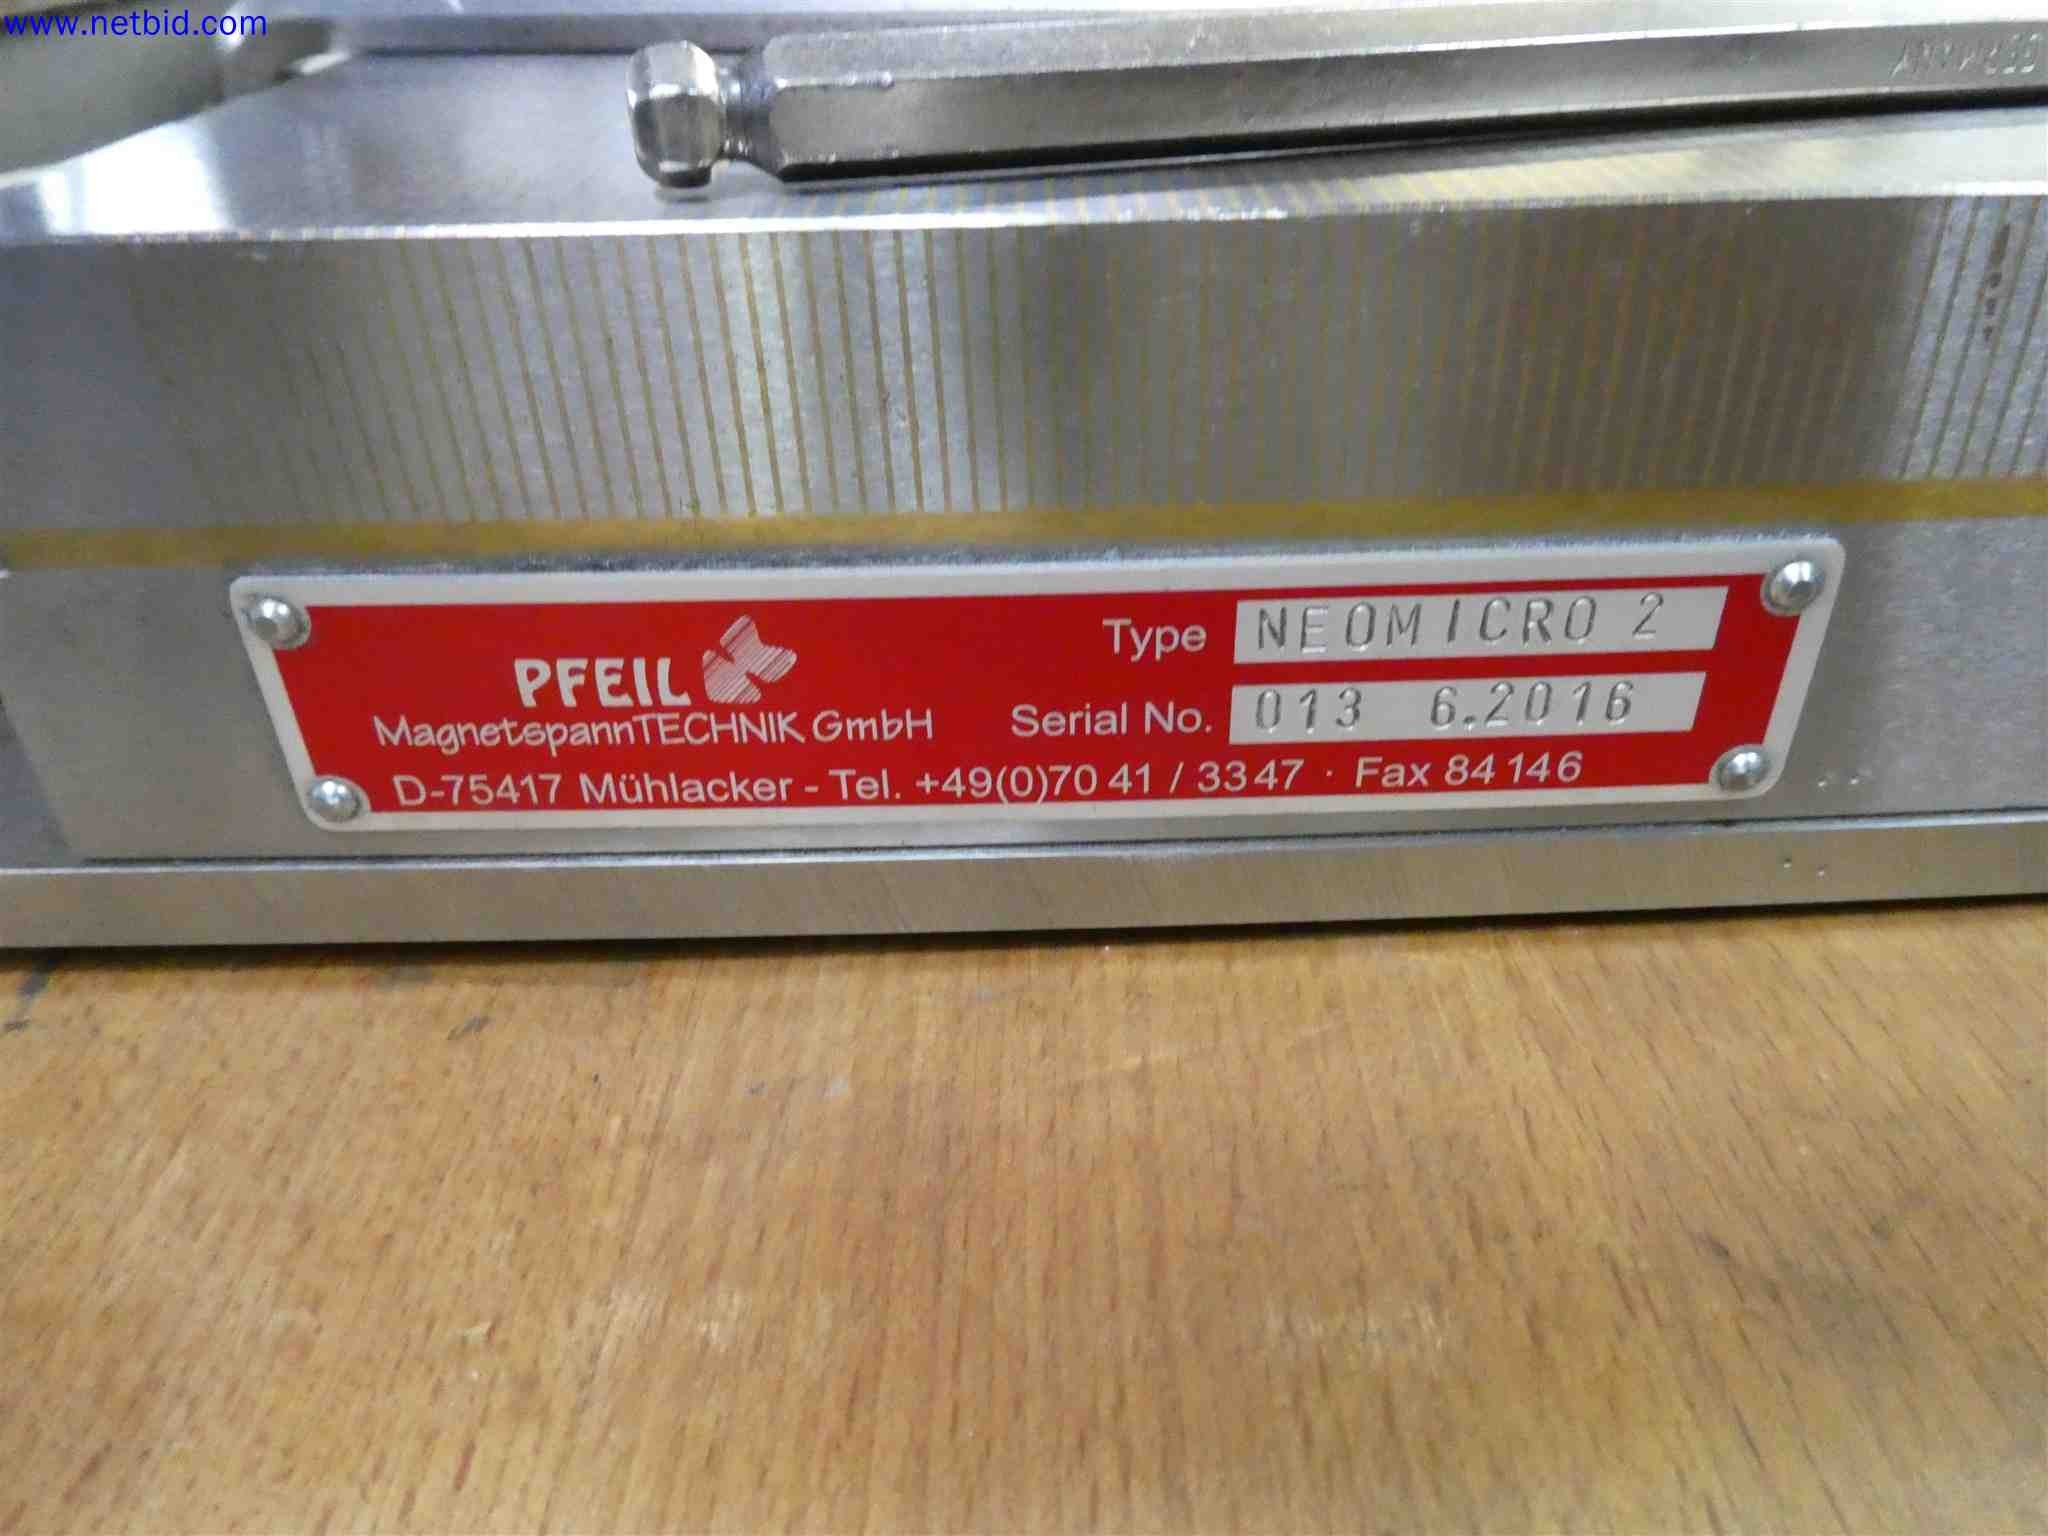 www.netbid.com
GERMANY
PFEIL
MagnetspannTECHNIK GmbH
Type NEOMICRO 2
Serial No. 013 6.2016
D-75417 Mühlacker - Tel. +49(0)70 41 / 33 47 · Fax 84 146